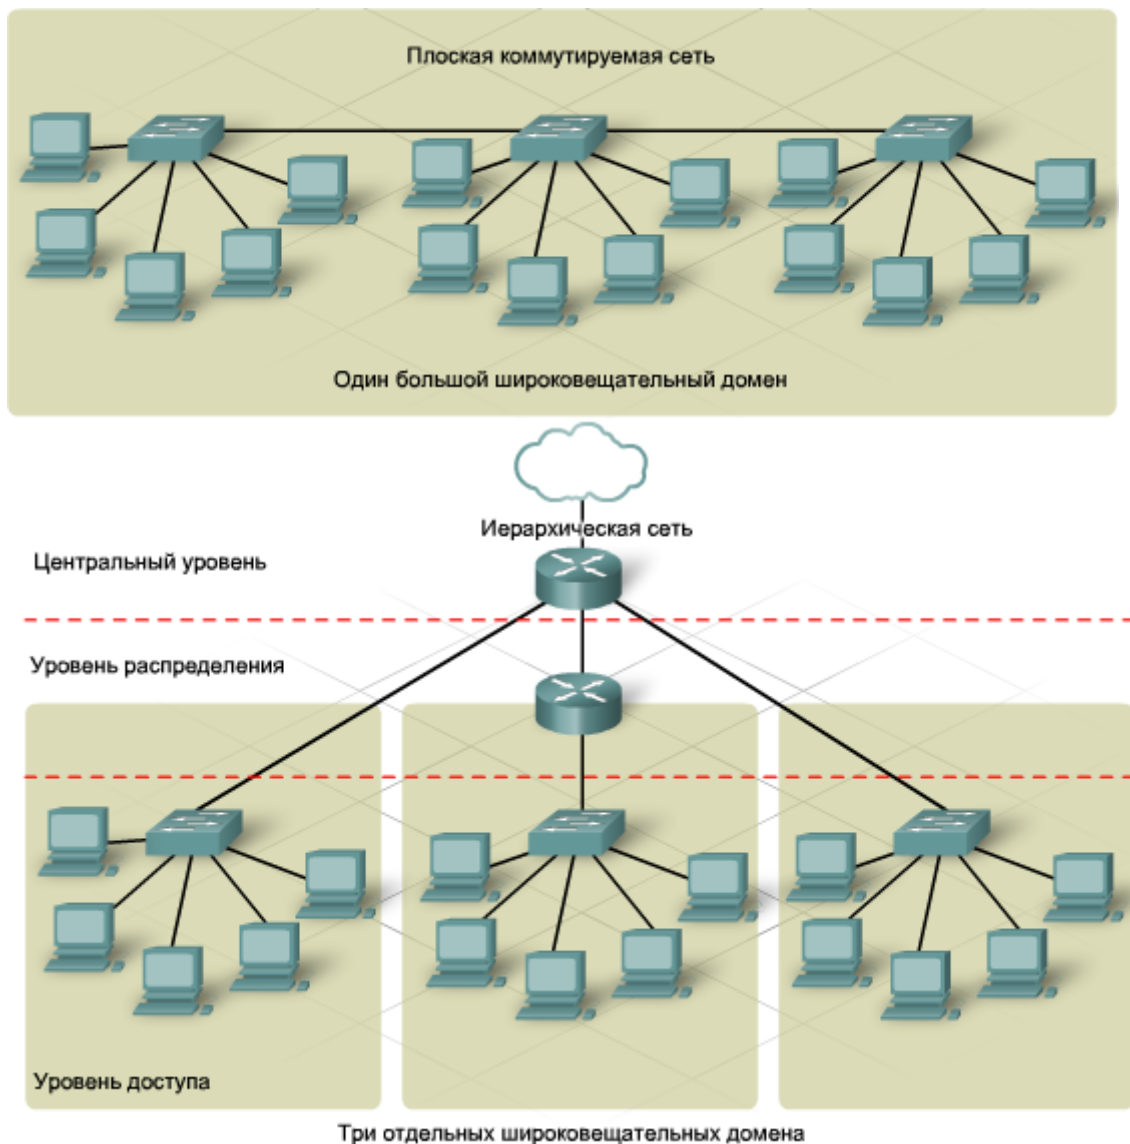 Плоская коммутируемая сеть
Один большой широковещательный домен
Иерархическая сеть
Центральный уровень
Уровень распределения
Уровень доступа
Три отдельных широковещательных домена